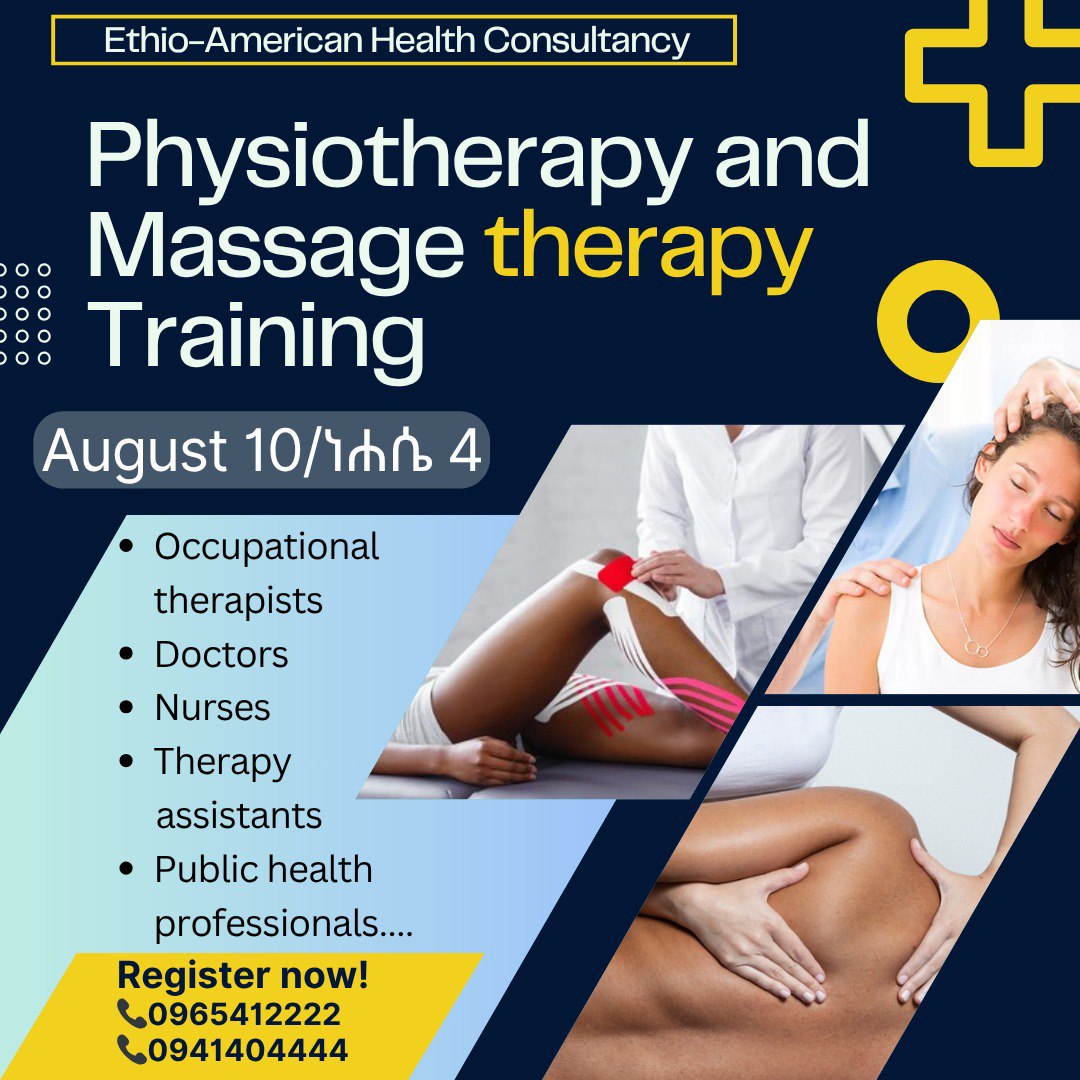 Ethio-American Health Consultancy
Physiotherapy and
Massage therapy
Training
August 10/ነሐሴ 4
• Occupational
therapists
• Doctors
• Nurses
• Therapy
assistants
• Public health
professionals....
Register now!
📞0965412222
📞0941404444